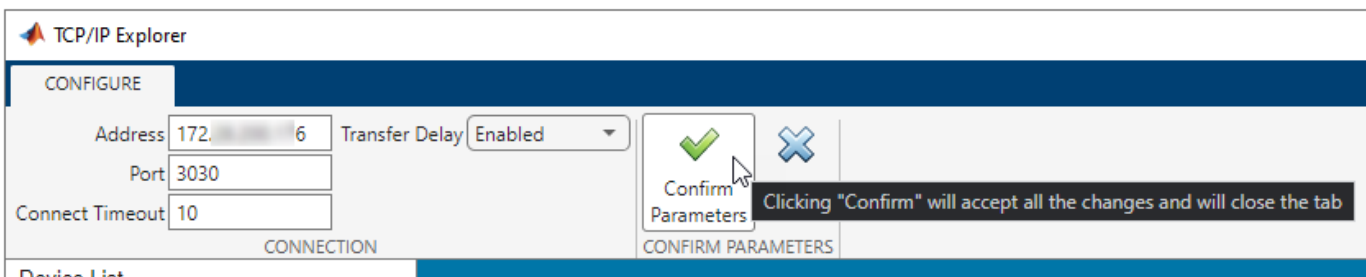 TCP/IP Explorer
CONFIGURE
Address 172. 6 Transfer Delay Enabled
Port 3030
Connect Timeout 10
Confirm Parameters
Clicking "Confirm" will accept all the changes and will close the tab
CONNECTION
CONFIRM PARAMETERS
Device List